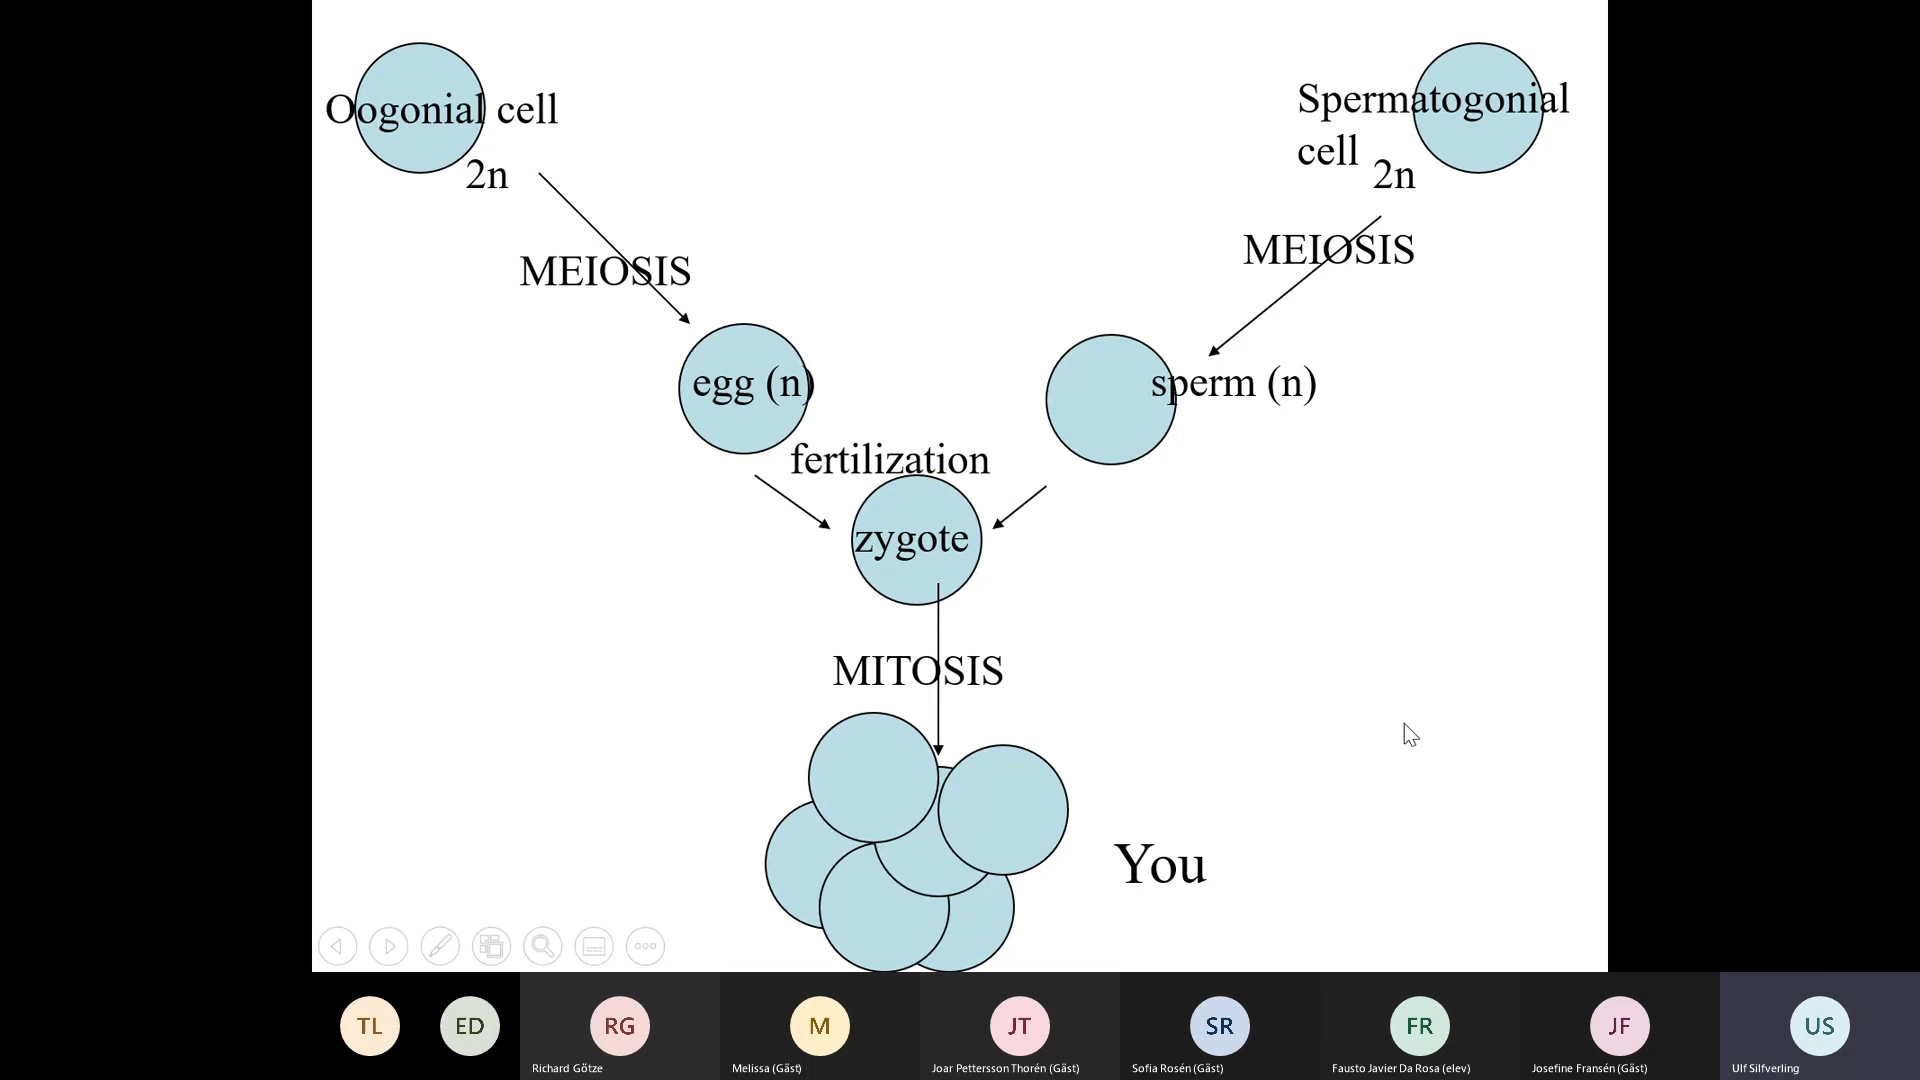 Oogonial cell
2n
Spermatogonial
cell
2n
MEIOSIS
MEIOSIS
egg (n)
sperm (n)
fertilization
zygote
MITOSIS
You
TL
ED
RG
Richard Götze
M
Melissa (Gäst)
JT
Joar Pettersson Thorén (Gäst)
SR
Sofia Rosén (Gäst)
FR
Fausto Javier Da Rosa (elev)
JF
Josefine Fransén (Gäst)
US
Ulf Silfverling